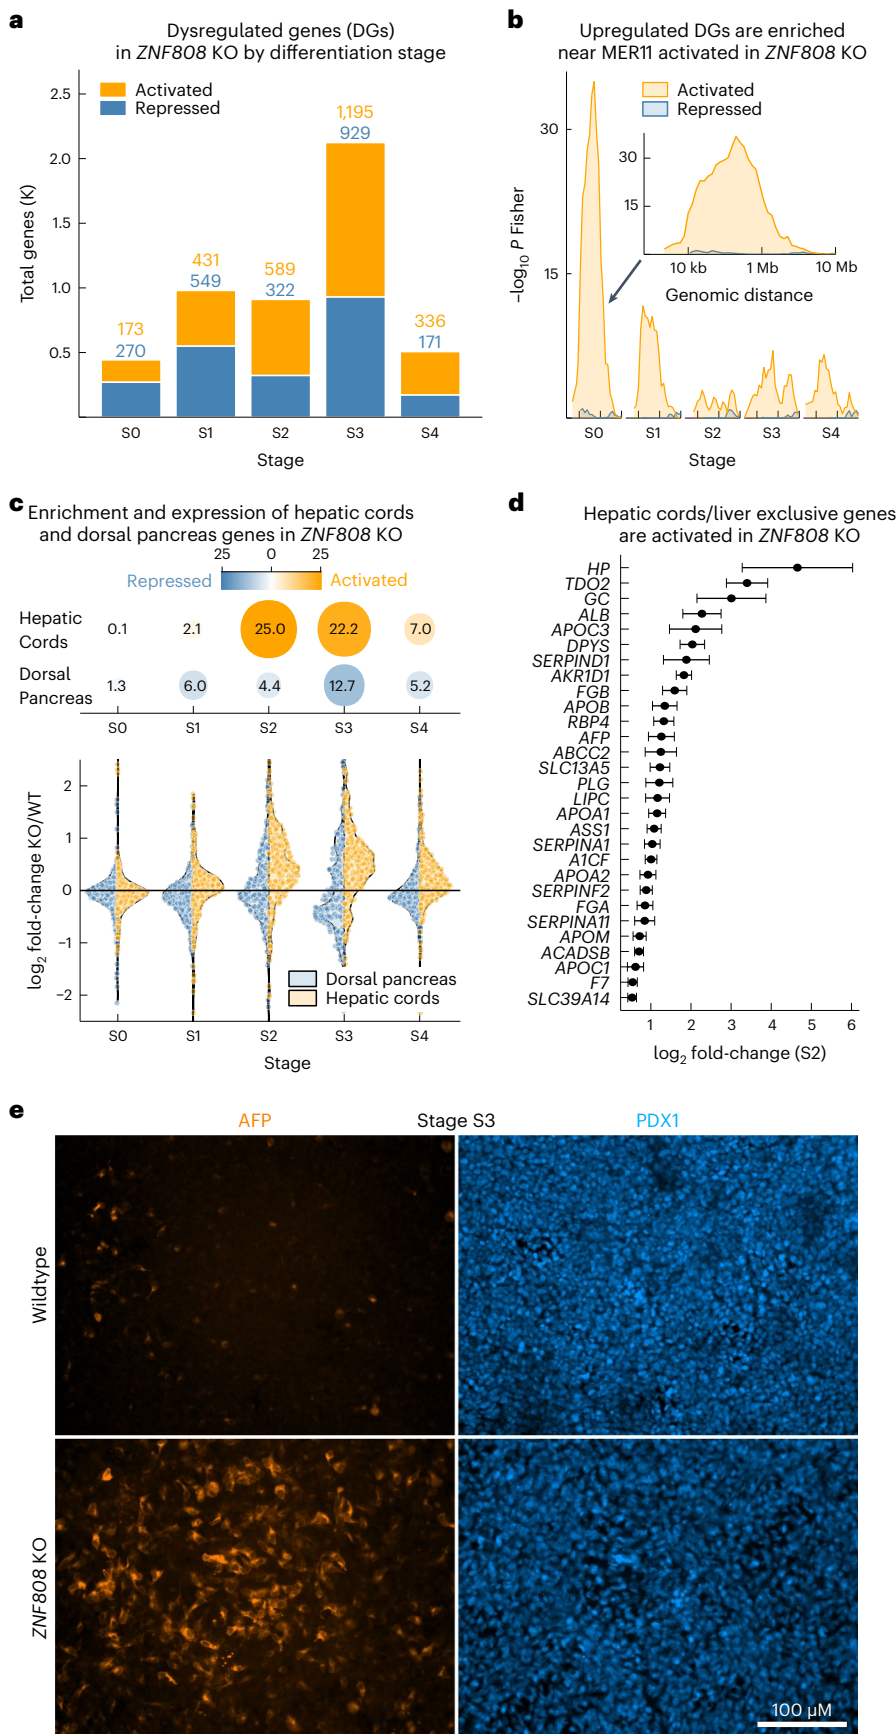 a
Dysregulated genes (DGs)
in ZNF808 KO by differentiation stage
Total genes (K)
2.5
2.0
1.5
1.0
0.5
Activated
Repressed
173
270
431
549
589
322
1,195
929
336
171
S0 S1 S2 S3 S4
Stage
b
Upregulated DGs are enriched
near MER11 activated in ZNF808 KO
–log10 P Fisher
30
15
Activated
Repressed
30
15
10 kb 1 Mb 10 Mb
Genomic distance
S0 S1 S2 S3 S4
Stage
c
Enrichment and expression of hepatic cords
and dorsal pancreas genes in ZNF808 KO
25 0 25
Repressed Activated
Hepatic
Cords
0.1 2.1 25.0 22.2 7.0
Dorsal
Pancreas
1.3 6.0 4.4 12.7 5.2
S0 S1 S2 S3 S4
log2 fold-change KO/WT
2
1
0
–1
–2
Dorsal pancreas
Hepatic cords
S0 S1 S2 S3 S4
Stage
d
Hepatic cords/liver exclusive genes
are activated in ZNF808 KO
HP
TDO2
GC
ALB
APOC3
DPYS
SERPIND1
AKR1D1
FGB
APOB
RBP4
AFP
ABCC2
SLC13A5
PLG
LIPC
APOA1
ASS1
SERPINA1
A1CF
APOA2
SERPINF2
FGA
SERPINA11
APOM
ACADSB
APOC1
F7
SLC39A14
1 2 3 4 5 6
log2 fold-change (S2)
e
AFP Stage S3 PDX1
Wildtype
ZNF808 KO
100 µM